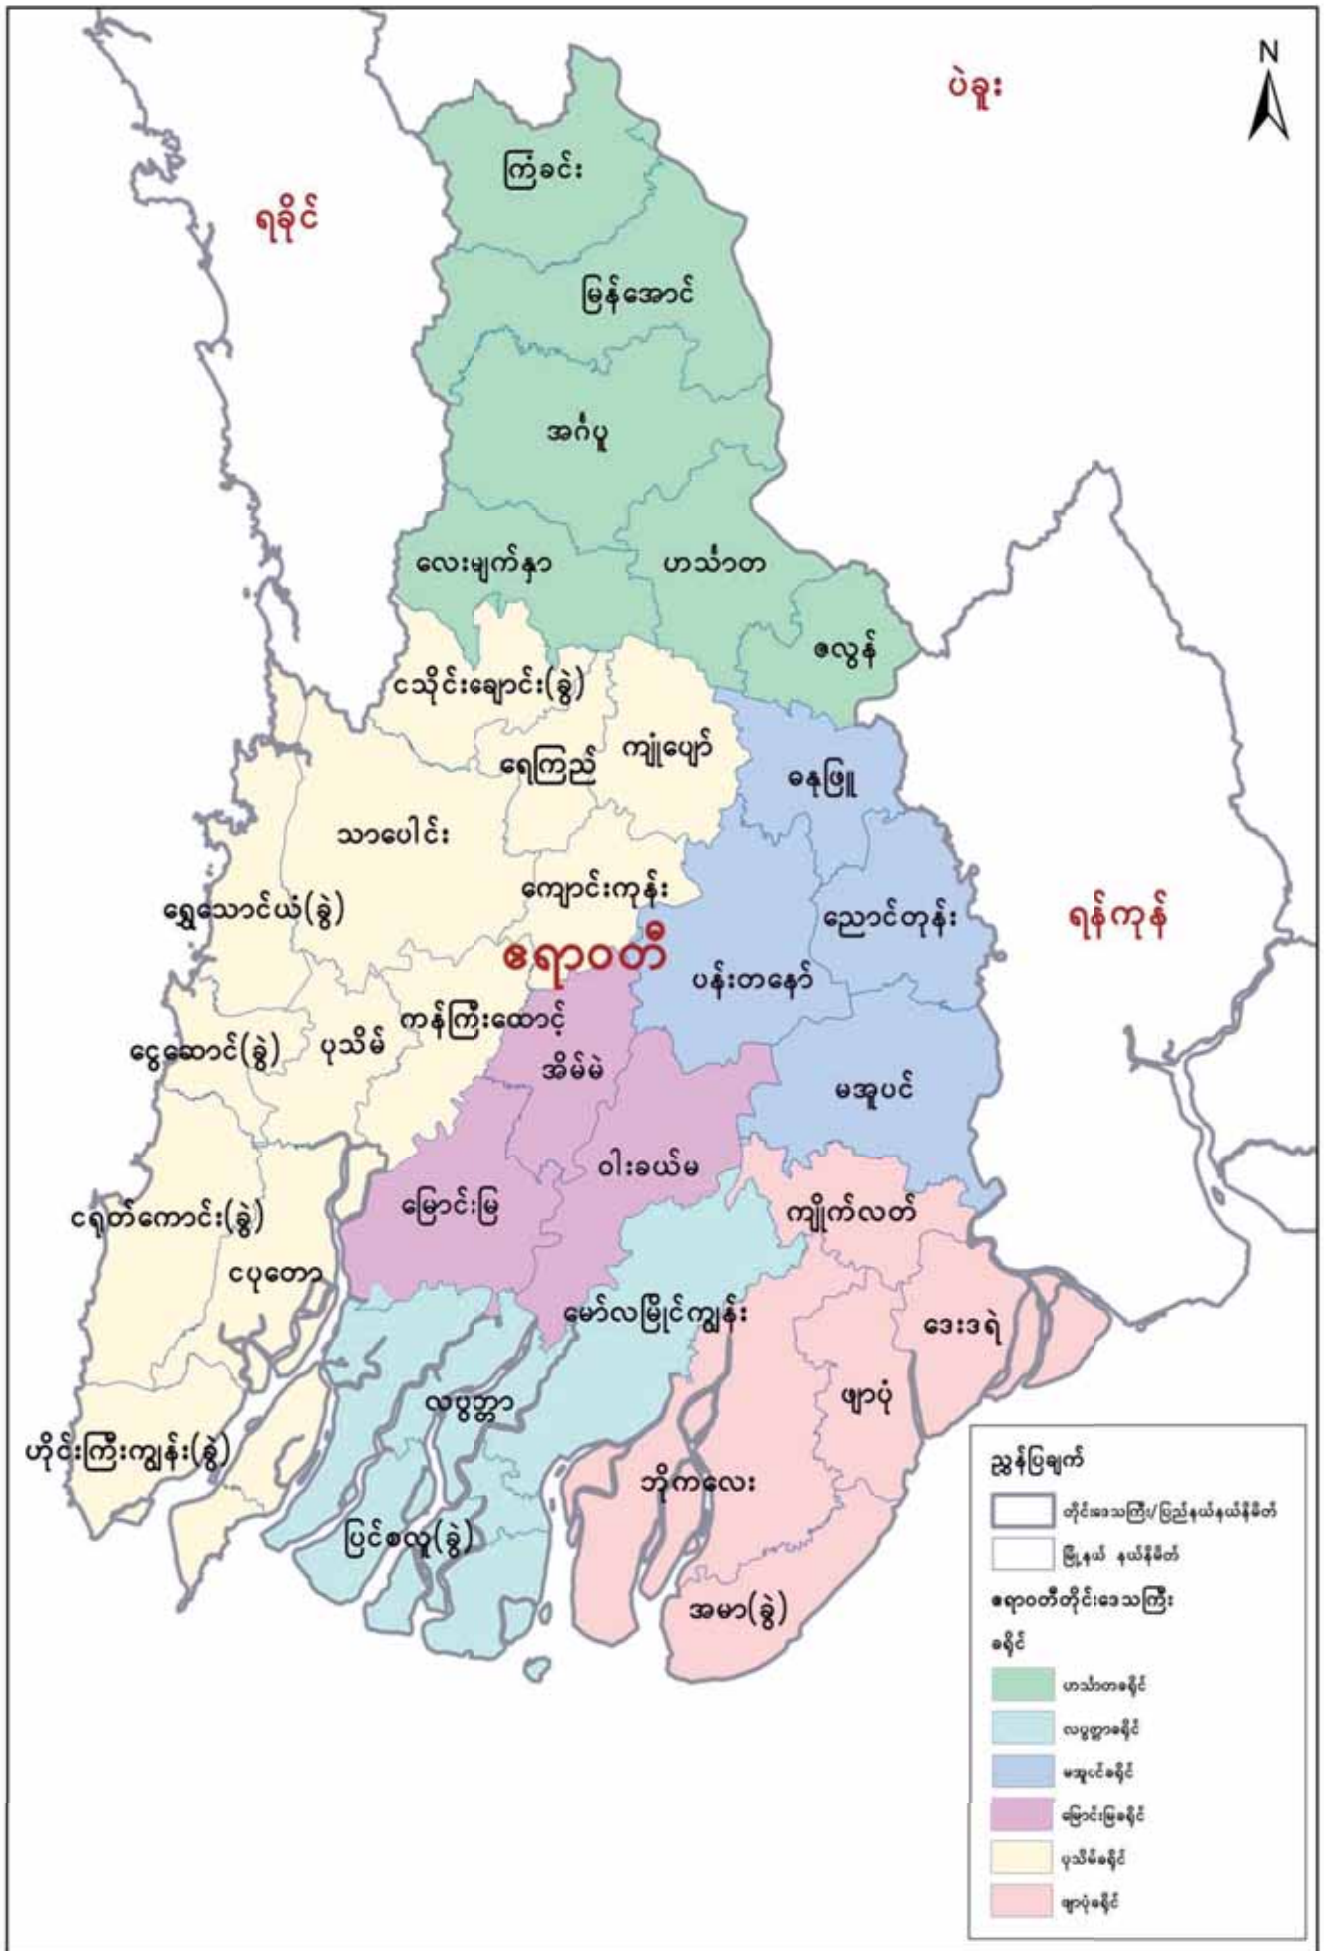 N
ပဲခူး
ကြံခင်း
ရခိုင်
မြန်အောင်
အင်္ဂပူ
လေးမျက်နှာ
ဟင်္သာတ
ဇလွန်
ငသိုင်းချောင်း(ခွဲ)
ကျုံပျော်
ရေကြည်
ဓနုဖြူ
သာပေါင်း
ကျောင်းကုန်း
ရွှေသောင်ယံ(ခွဲ)
ညောင်တုန်း
ရန်ကုန်
ဧရာဝတီ
ပန်းတနော်
ကန်ကြီးထောင့်
ပုသိမ်
ငွေဆောင်(ခွဲ)
အိမ်မဲ
မအူပင်
ဝါးခယ်မ
မြောင်းမြ
ကျိုက်လတ်
ငရုတ်ကောင်း(ခွဲ)
ငပုတော
မော်လမြိုင်ကျွန်း
ဒေးဒရဲ
လပွတ္တာ
ဖျာပုံ
ဟိုင်းကြီးကျွန်း(ခွဲ)
ဘိုကလေး
ပြင်စလူ(ခွဲ)
အမာ(ခွဲ)
ညွှန်ပြချက်
တိုင်းဒေသကြီး/ပြည်နယ်နယ်နိမိတ်
မြို့နယ် နယ်နိမိတ်
ဧရာဝတီတိုင်းဒေသကြီး
ခရိုင်
ဟင်္သာတခရိုင်
လပွတ္တာခရိုင်
မအူပင်ခရိုင်
မြောင်းမြခရိုင်
ပုသိမ်ခရိုင်
ဖျာပုံခရိုင်